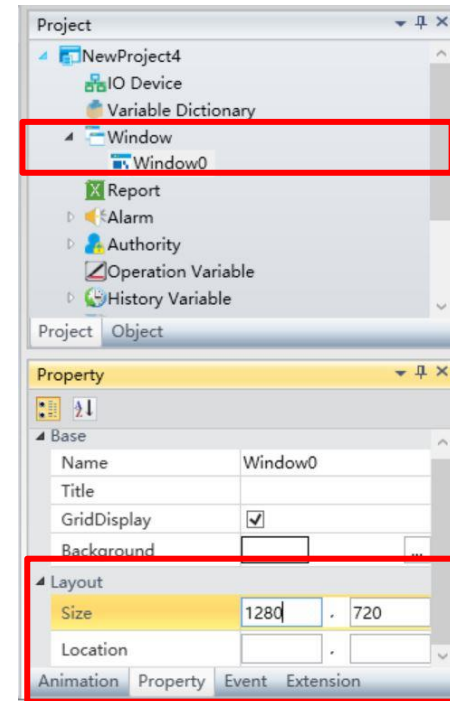 Project
NewProject4
IO Device
Variable Dictionary
Window
Window0
Report
Alarm
Authority
Operation Variable
History Variable
Project Object
Property
Base
Name Window0
Title
GridDisplay
Background ...
Layout
Size 1280 , 720
Location ,
Animation Property Event Extension